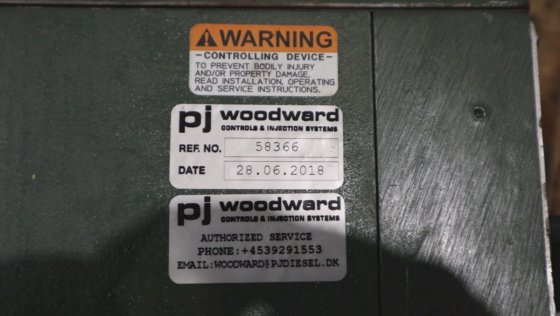 WARNING
-CONTROLLING DEVICE-
TO PREVENT BODILY INJURY
AND/OR PROPERTY DAMAGE,
READ INSTALLATION, OPERATING
AND SERVICE INSTRUCTIONS.
pj woodward
CONTROLS & INJECTION SYSTEMS
REF. NO. 58366
DATE 28.06.2018
pj woodward
CONTROLS & INJECTION SYSTEMS
AUTHORIZED SERVICE
PHONE:+4539291553
EMAIL:WOODWARD@PJDIESEL.DK